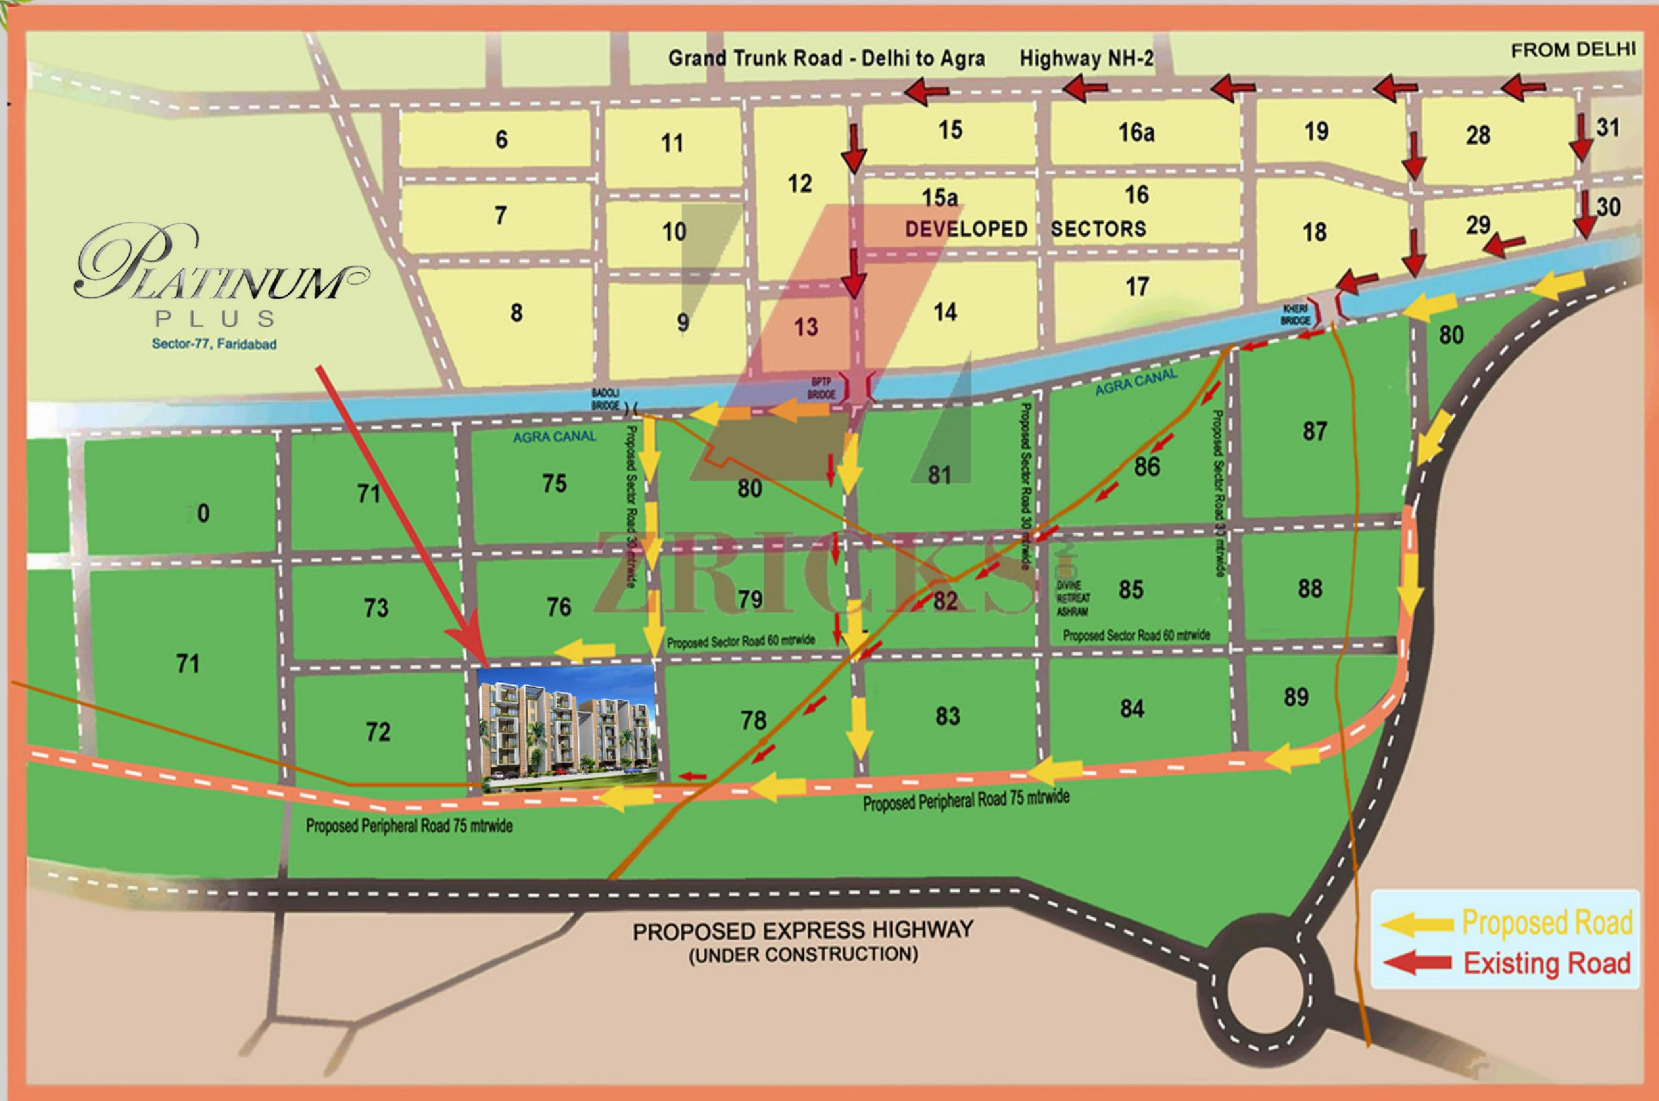 Grand Trunk Road - Delhi to Agra Highway NH-2
FROM DELHI
6
11
12
15
16a
19
28
31
7
10
15a
16
18
29
30
DEVELOPED SECTORS
8
9
13
14
17
PLATINUM
PLUS
Sector-77, Faridabad
KHERI
BRIDGE
80
BPTP
BRIDGE
BADOLI
BRIDGE
AGRA CANAL
AGRA CANAL
Proposed Sector Road 30 mtrwide
Proposed Sector Road 30 mtrwide
Proposed Sector Road 30 mtrwide
70
71
75
80
81
86
87
ZRICKS
.COM
73
76
79
82
DIVINE
RETREAT
ASHRAM
85
88
Proposed Sector Road 60 mtrwide
Proposed Sector Road 60 mtrwide
71
72
78
83
84
89
Proposed Peripheral Road 75 mtrwide
Proposed Peripheral Road 75 mtrwide
PROPOSED EXPRESS HIGHWAY
(UNDER CONSTRUCTION)
Proposed Road
Existing Road